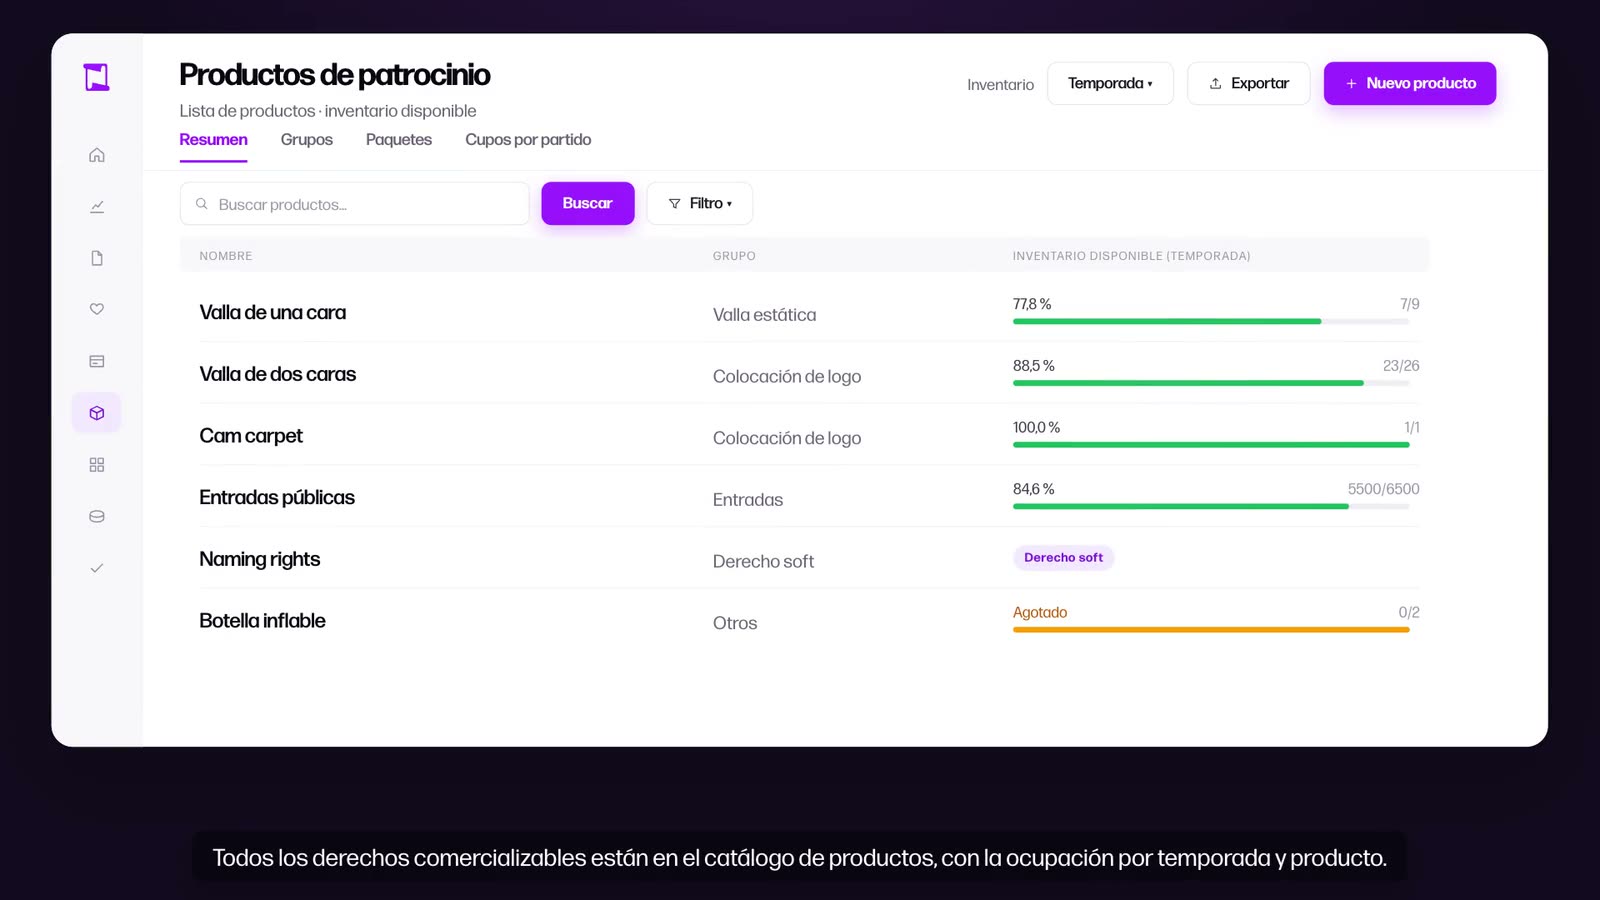 Productos de patrocinio
Lista de productos · inventario disponible
Inventario
Temporada ▾
Exportar
+ Nuevo producto
Resumen
Grupos
Paquetes
Cupos por partido
Buscar productos...
Buscar
Filtro ▾
NOMBRE
GRUPO
INVENTARIO DISPONIBLE (TEMPORADA)
Valla de una cara
Valla estática
77,8 %
7/9
Valla de dos caras
Colocación de logo
88,5 %
23/26
Cam carpet
Colocación de logo
100,0 %
1/1
Entradas públicas
Entradas
84,6 %
5500/6500
Naming rights
Derecho soft
Derecho soft
Botella inflable
Otros
Agotado
0/2
Todos los derechos comercializables están en el catálogo de productos, con la ocupación por temporada y producto.